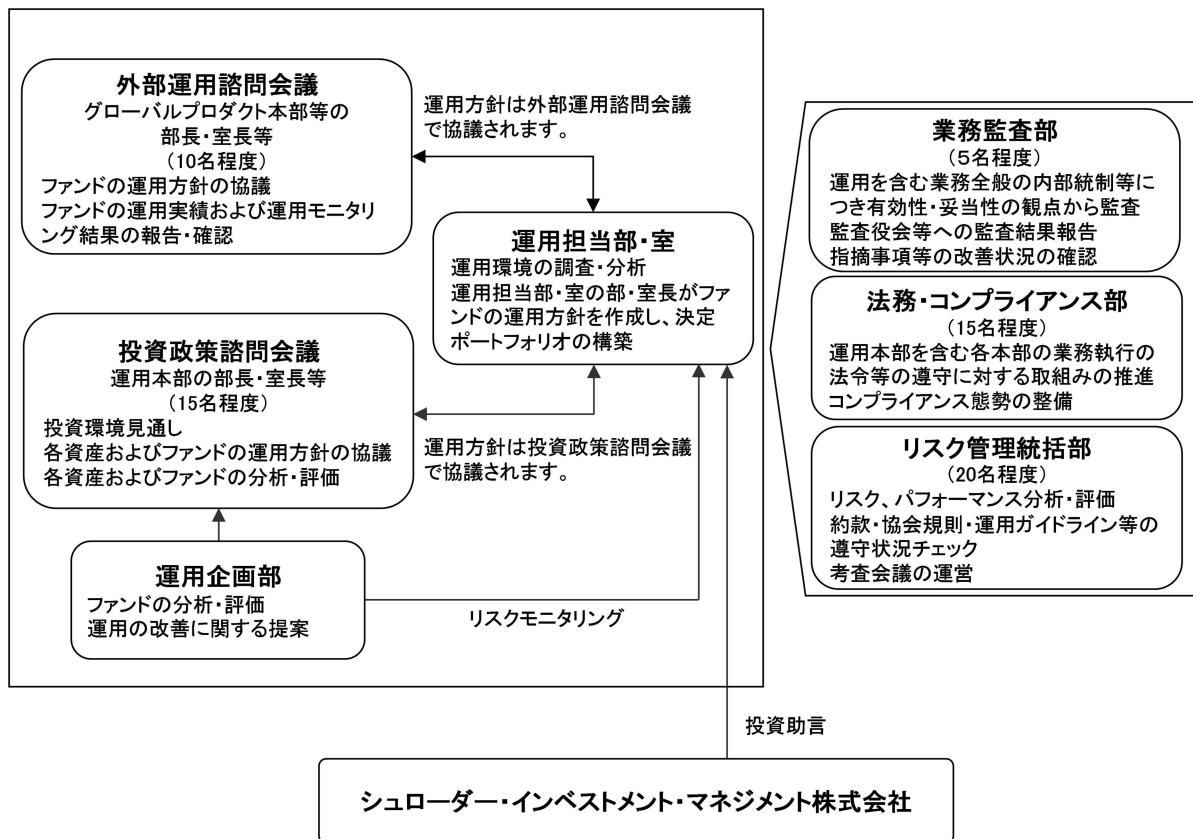 外部運用諮問会議
グローバルプロダクト本部等の
部長・室長等
(10名程度)
ファンドの運用方針の協議
ファンドの運用実績および運用モニタリ
ング結果の報告・確認
運用方針は外部運用諮問会議
で協議されます。
運用担当部・室
運用環境の調査・分析
運用担当部・室の部・室長がファ
ンドの運用方針を作成し、決定
ポートフォリオの構築
投資政策諮問会議
運用本部の部長・室長等
(15名程度)
投資環境見通し
各資産およびファンドの運用方針の協議
各資産およびファンドの分析・評価
運用方針は投資政策諮問会議
で協議されます。
運用企画部
ファンドの分析・評価
運用の改善に関する提案
リスクモニタリング
業務監査部
(5名程度)
運用を含む業務全般の内部統制等に
つき有効性・妥当性の観点から監査
監査役会等への監査結果報告
指摘事項等の改善状況の確認
法務・コンプライアンス部
(15名程度)
運用本部を含む各本部の業務執行の
法令等の遵守に対する取組みの推進
コンプライアンス態勢の整備
リスク管理統括部
(20名程度)
リスク、パフォーマンス分析・評価
約款・協会規則・運用ガイドライン等の
遵守状況チェック
考査会議の運営
投資助言
シュローダー・インベストメント・マネジメント株式会社